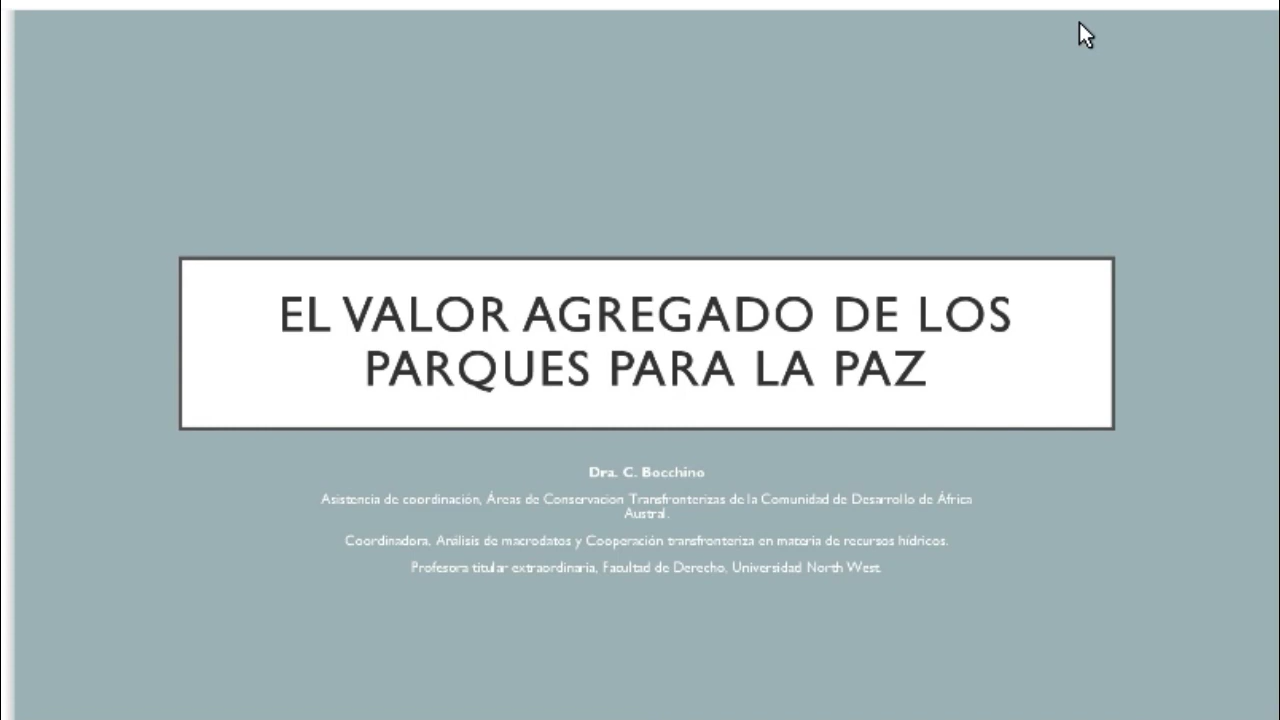 EL VALOR AGREGADO DE LOS
PARQUES PARA LA PAZ
Dra. C. Bocchino
Asistencia de coordinación, Áreas de Conservacion Transfronterizas de la Comunidad de Desarrollo de África
Austral.
Coordinadora, Análisis de macrodatos y Cooperación transfronteriza en materia de recursos hídricos.
Profesora titular extraordinaria, Facultad de Derecho, Universidad North West.